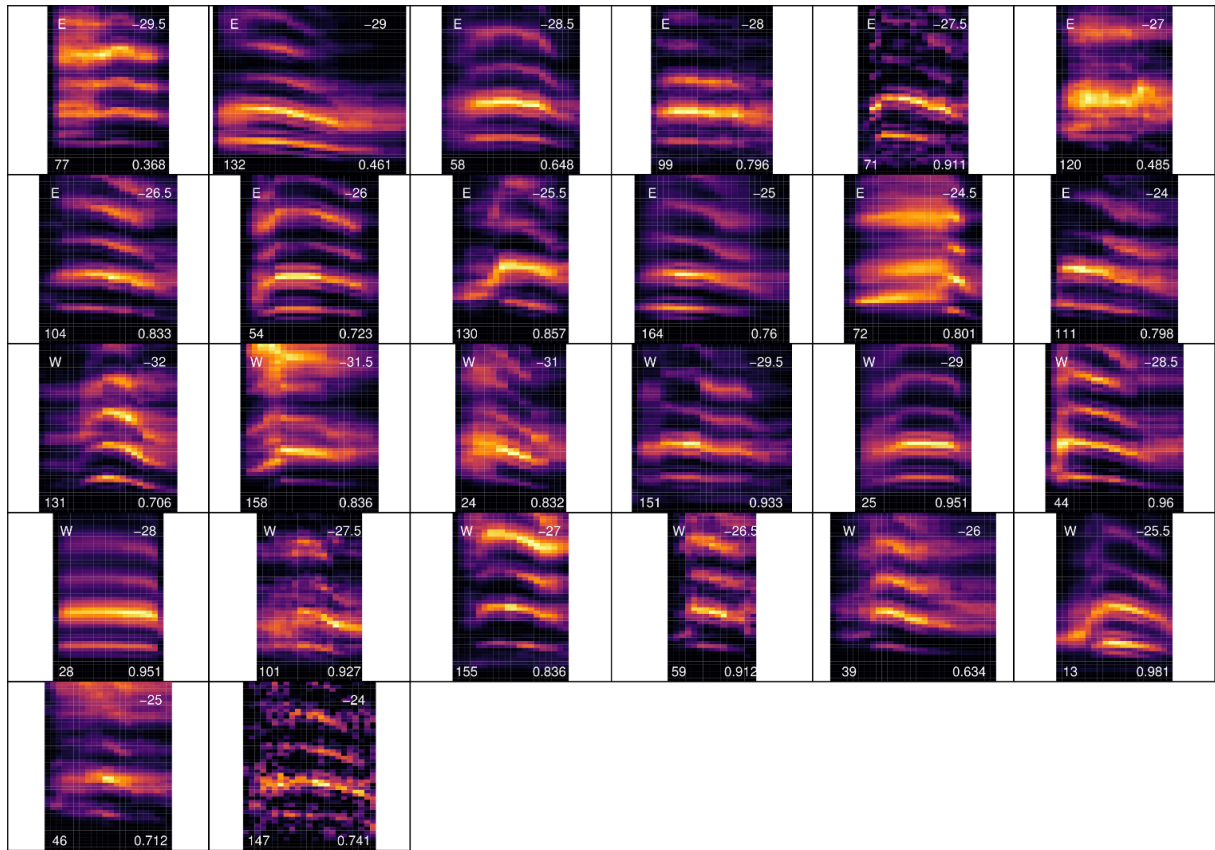 E −29.5
77 0.368
E −29
132 0.461
E −28.5
58 0.648
E −28
99 0.796
E −27.5
71 0.911
E −27
120 0.485
E −26.5
104 0.833
E −26
54 0.723
E −25.5
130 0.857
E −25
164 0.76
E −24.5
72 0.801
E −24
111 0.798
W −32
131 0.706
W −31.5
158 0.836
W −31
24 0.832
W −29.5
151 0.933
W −29
25 0.951
W −28.5
44 0.96
W −28
28 0.951
W −27.5
101 0.927
W −27
155 0.836
W −26.5
59 0.912
W −26
39 0.634
W −25.5
13 0.981
W −25
46 0.712
W −24
147 0.741